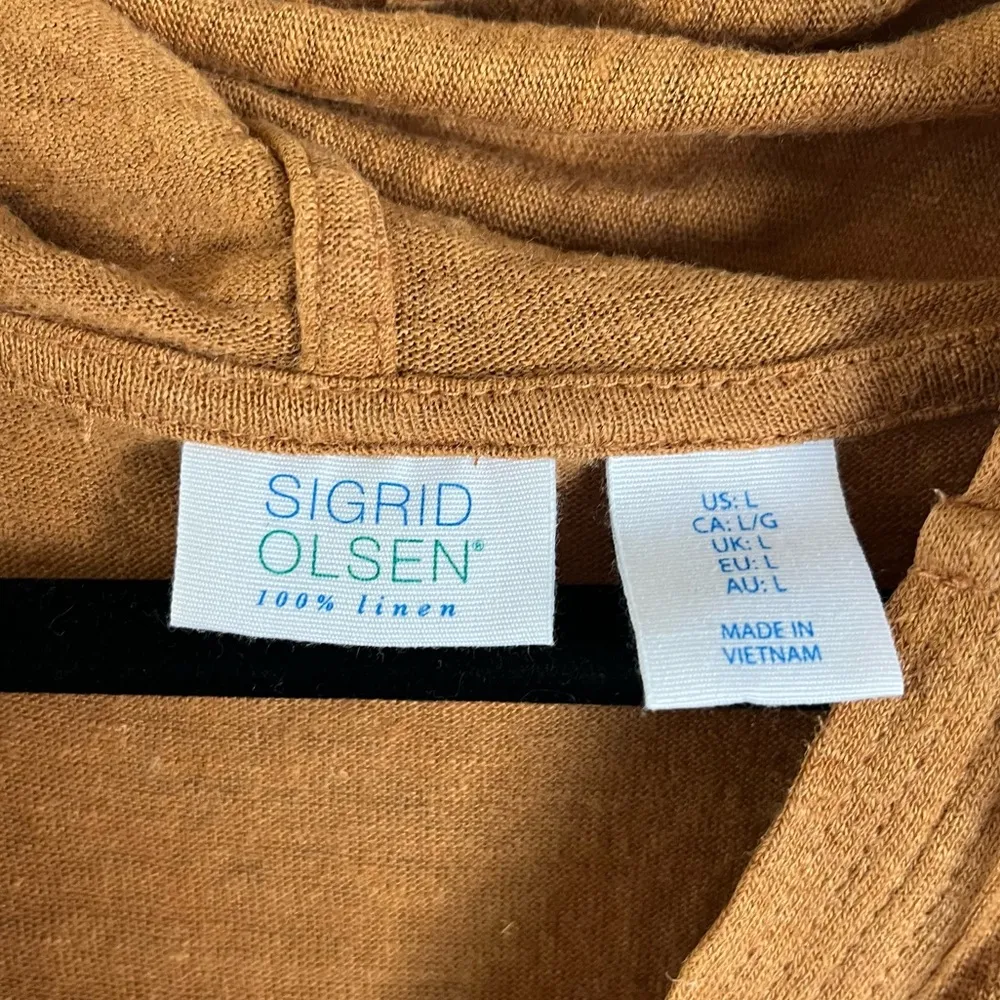 SIGRID
OLSEN®
100% linen
US: L
CA: L/G
UK: L
EU: L
AU: L
MADE IN
VIETNAM